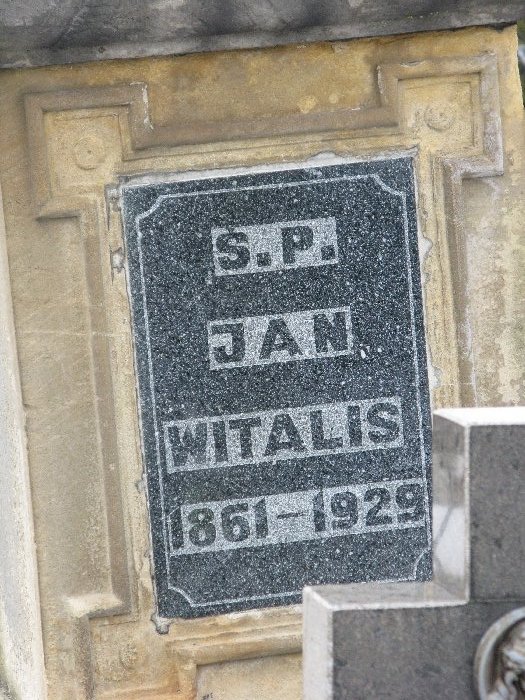 S.P.
JAN
WITALIS
1861-1929